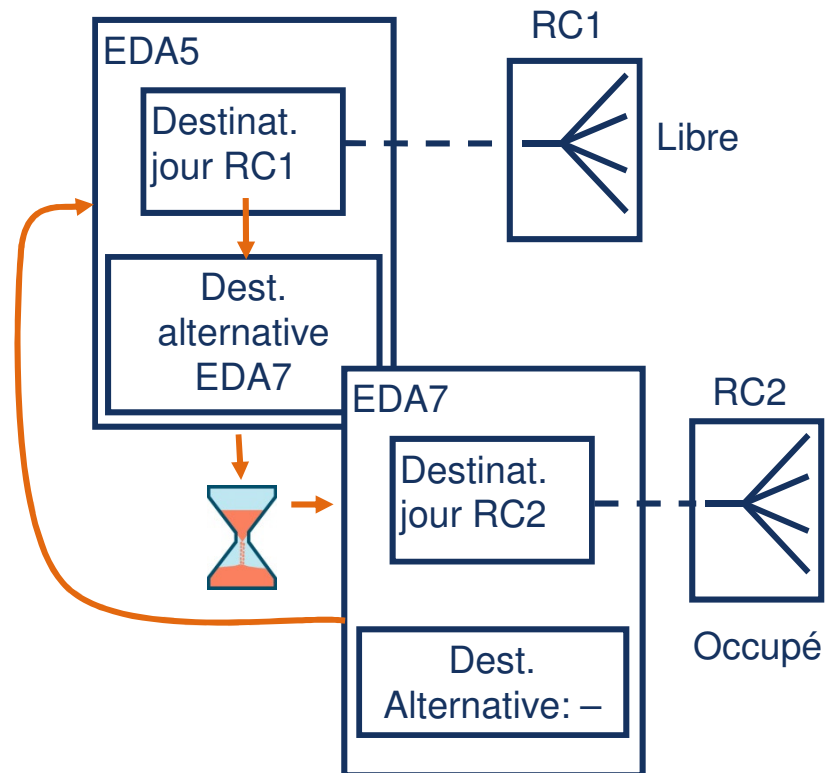 RC1
EDA5
Destinat.
jour RC1
Libre
Dest.
alternative
EDA7
EDA7
RC2
Destinat.
jour RC2
Occupé
Dest.
Alternative: –